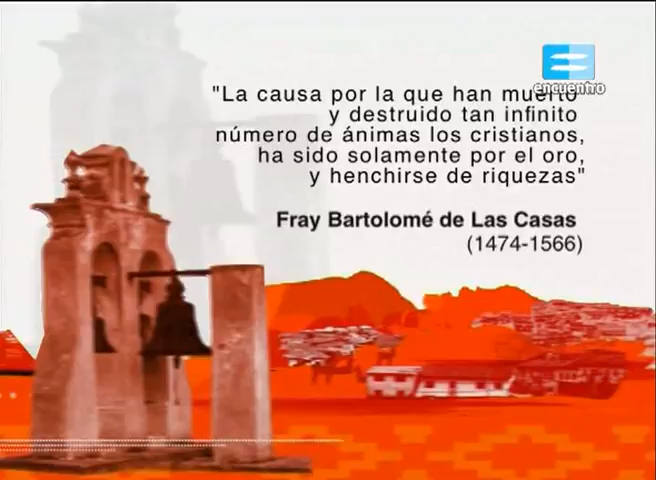 encuentro
"La causa por la que han muerto
y destruido tan infinito
número de ánimas los cristianos,
ha sido solamente por el oro,
y henchirse de riquezas"
Fray Bartolomé de Las Casas
(1474-1566)